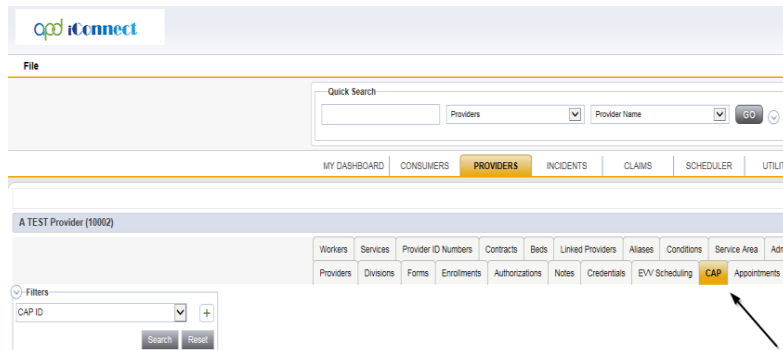 apd iConnect
File
Quick Search
Providers Provider Name GO
MY DASHBOARD CONSUMERS PROVIDERS INCIDENTS CLAIMS SCHEDULER UTILIT
A TEST Provider (10002)
Workers Services Provider ID Numbers Contracts Beds Linked Providers Aliases Conditions Service Area Adm
Providers Divisions Forms Enrollments Authorizations Notes Credentials EVV Scheduling CAP Appointments
Filters
CAP ID +
Search Reset